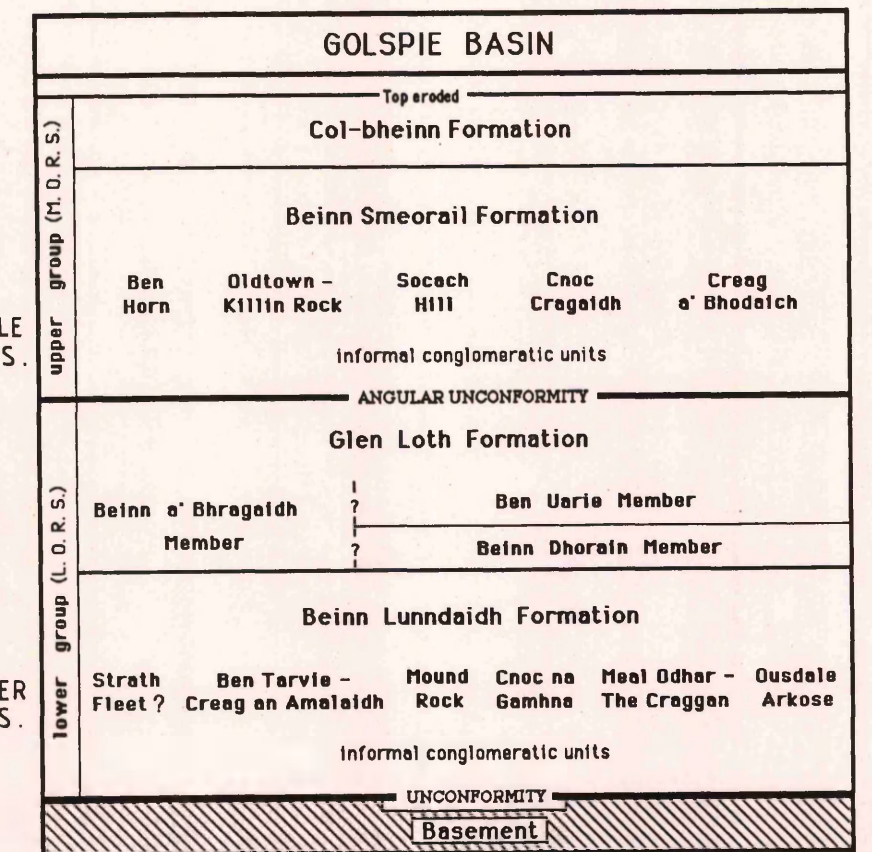 GOLSPIE BASIN
Top eroded
Col-bheinn Formation
Beinn Smeorail Formation
Ben Horn
Oldtown - Killin Rock
Socach Hill
Cnoc Cragaidh
Creag a' Bhodaich
informal conglomeratic units
upper group (M. O. R. S.)
LE
S.
ANGULAR UNCONFORMITY
Glen Loth Formation
Beinn a' Bhragaidh Member
?
?
Ben Uarie Member
Beinn Dhorain Member
Beinn Lunndaidh Formation
Strath Fleet ?
Ben Tarvie - Creag an Amalaidh
Mound Rock
Cnoc na Gamhna
Meal Odhar - The Craggan
Ousdale Arkose
informal conglomeratic units
lower group (L. O. R. S.)
ER
S.
UNCONFORMITY
Basement